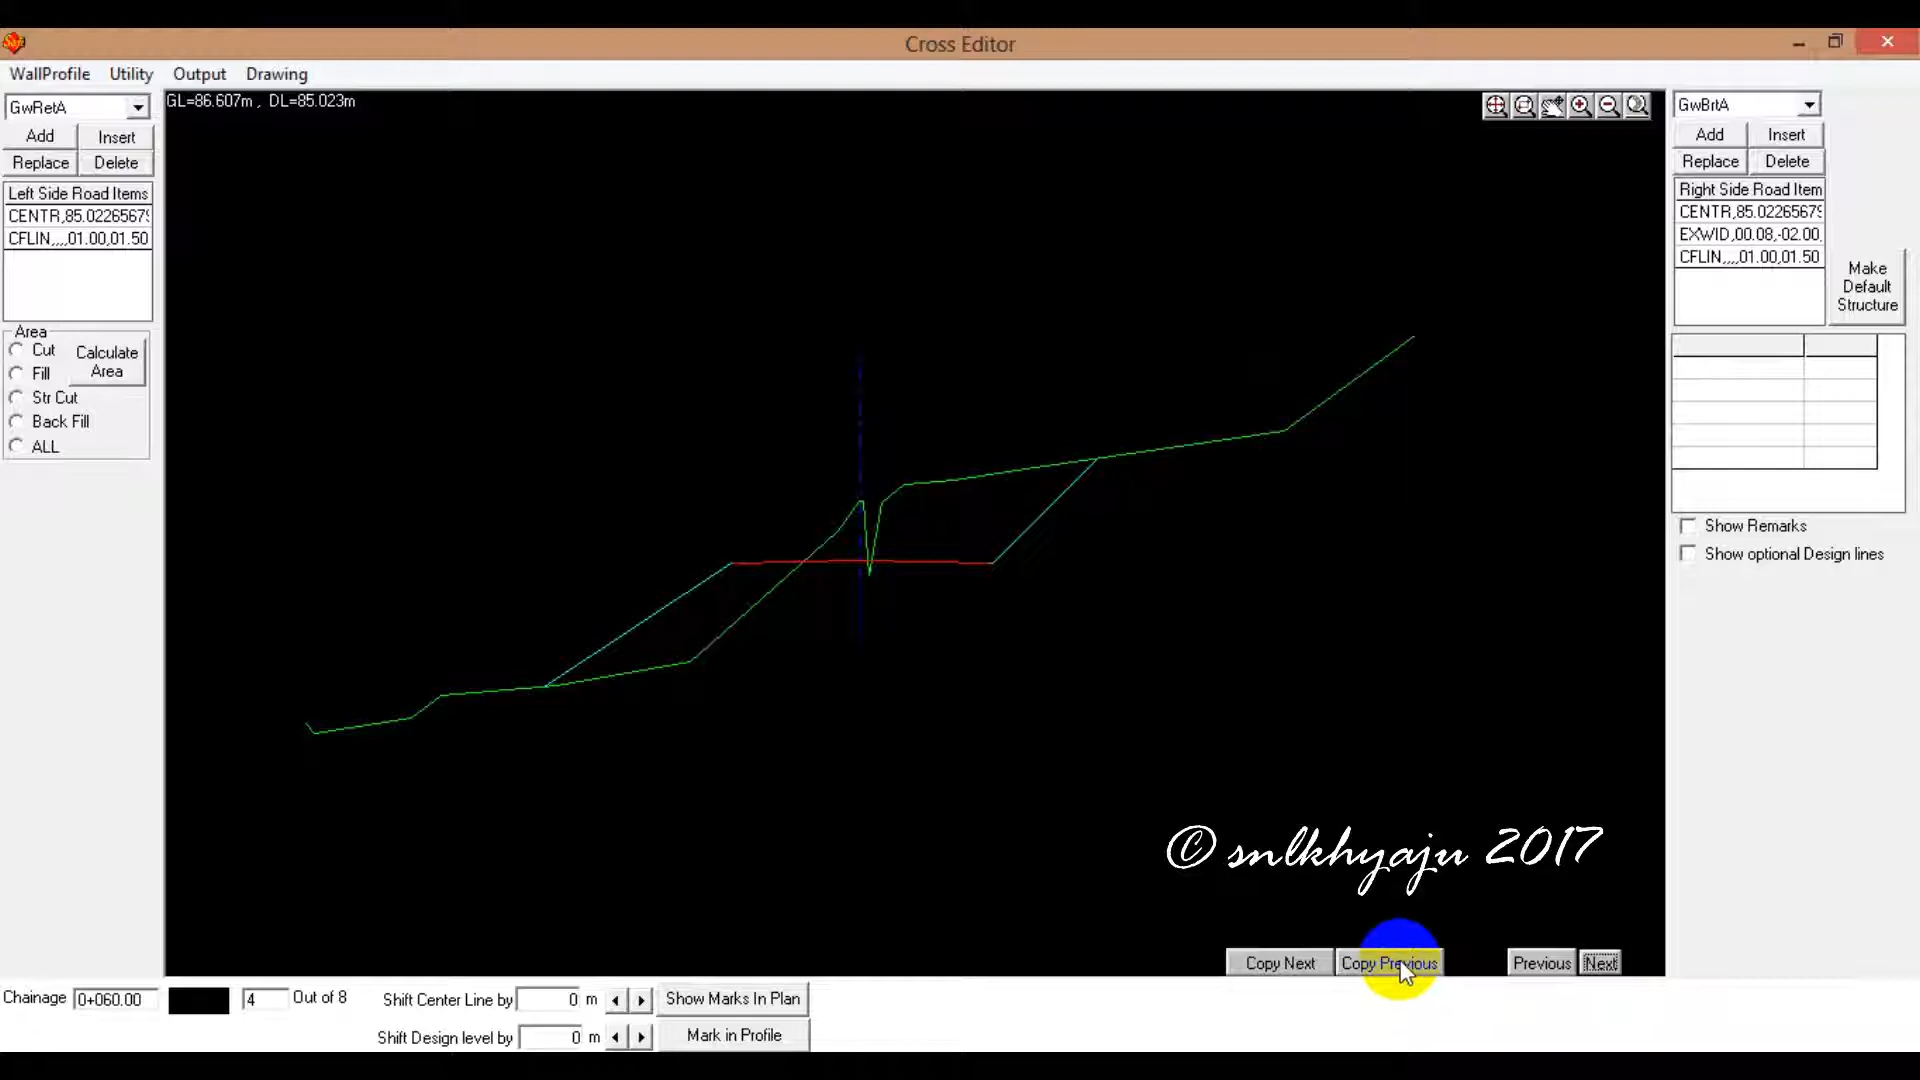 Cross Editor
WallProfile Utility Output Drawing
GwRetA
Add Insert
Replace Delete
Left Side Road Items
CENTR,85.0226567
CFLIN,,,,01.00,01.50
Area
Cut
Fill
Str Cut
Back Fill
ALL
Calculate
Area
GL=86.607m , DL=85.023m
GwBrtA
Add Insert
Replace Delete
Right Side Road Item
CENTR,85.0226567
EXWID,00.08,-02.00,
CFLIN,,,,01.00,01.50
Make
Default
Structure
Show Remarks
Show optional Design lines
© snlkhyaju 2017
Copy Next Copy Previous Previous Next
Chainage 0+060.00 4 Out of 8 Shift Center Line by 0 m Show Marks In Plan
Shift Design level by 0 m Mark in Profile